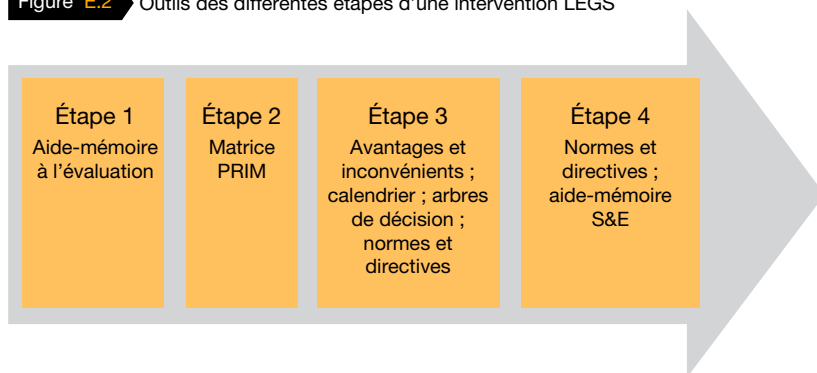 Figure E.2 Outils des différentes étapes d'une intervention LEGS
Étape 1
Aide-mémoire
à l'évaluation
Étape 2
Matrice
PRIM
Étape 3
Avantages et
inconvénients ;
calendrier ; arbres
de décision ;
normes et
directives
Étape 4
Normes et
directives ;
aide-mémoire
S&E